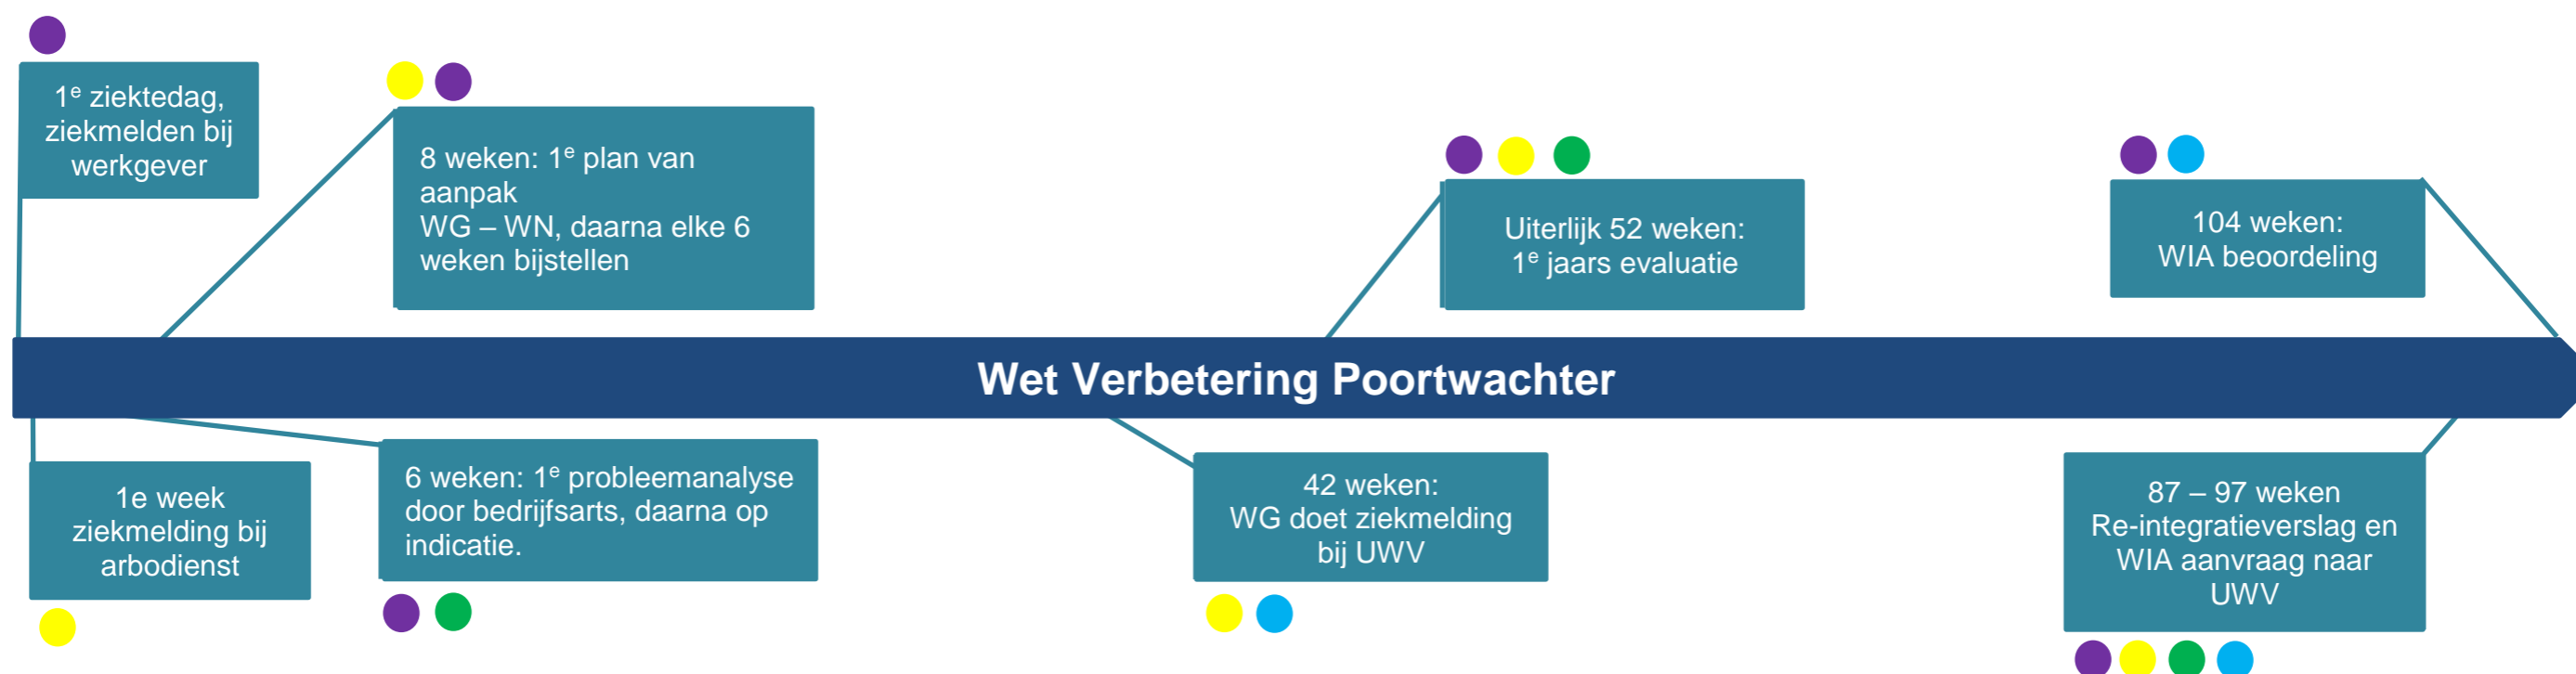 1e ziektedag,
ziekmelden bij
werkgever
8 weken: 1e plan van
aanpak
WG – WN, daarna elke 6
weken bijstellen
Uiterlijk 52 weken:
1e jaars evaluatie
104 weken:
WIA beoordeling
Wet Verbetering Poortwachter
1e week
ziekmelding bij
arbodienst
6 weken: 1e probleemanalyse
door bedrijfsarts, daarna op
indicatie.
42 weken:
WG doet ziekmelding
bij UWV
87 – 97 weken
Re-integratieverslag en
WIA aanvraag naar
UWV